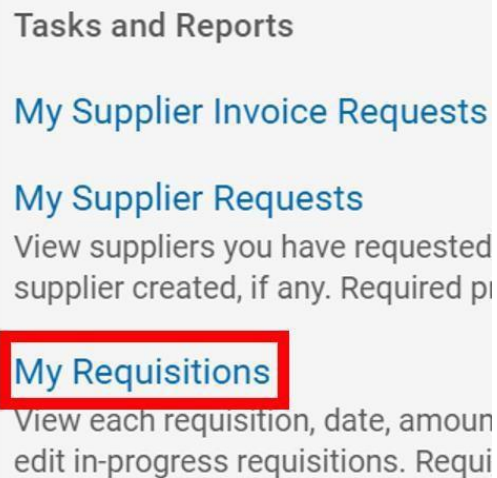 Tasks and Reports
My Supplier Invoice Requests
My Supplier Requests
View suppliers you have requested
supplier created, if any. Required
My Requisitions
View each requisition, date,
edit in-progress requisitions.